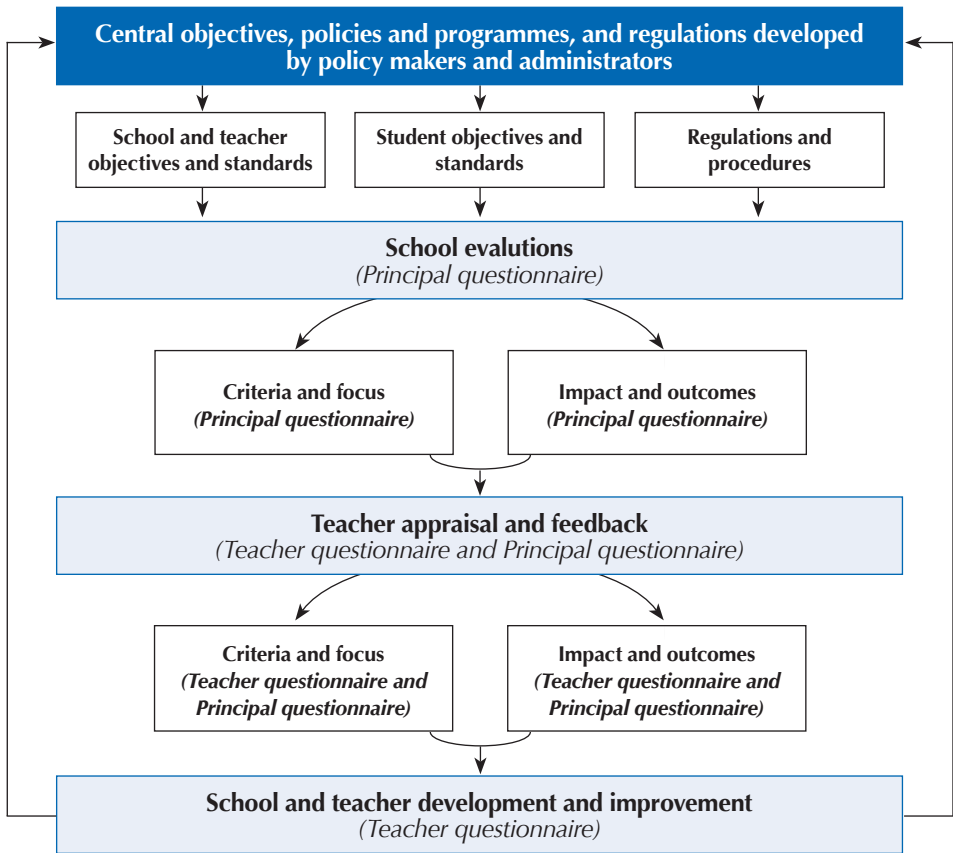 Central objectives, policies and programmes, and regulations developed
by policy makers and administrators
School and teacher
objectives and standards
Student objectives and
standards
Regulations and
procedures
School evalutions
(Principal questionnaire)
Criteria and focus
(Principal questionnaire)
Impact and outcomes
(Principal questionnaire)
Teacher appraisal and feedback
(Teacher questionnaire and Principal questionnaire)
Criteria and focus
(Teacher questionnaire and
Principal questionnaire)
Impact and outcomes
(Teacher questionnaire and
Principal questionnaire)
School and teacher development and improvement
(Teacher questionnaire)